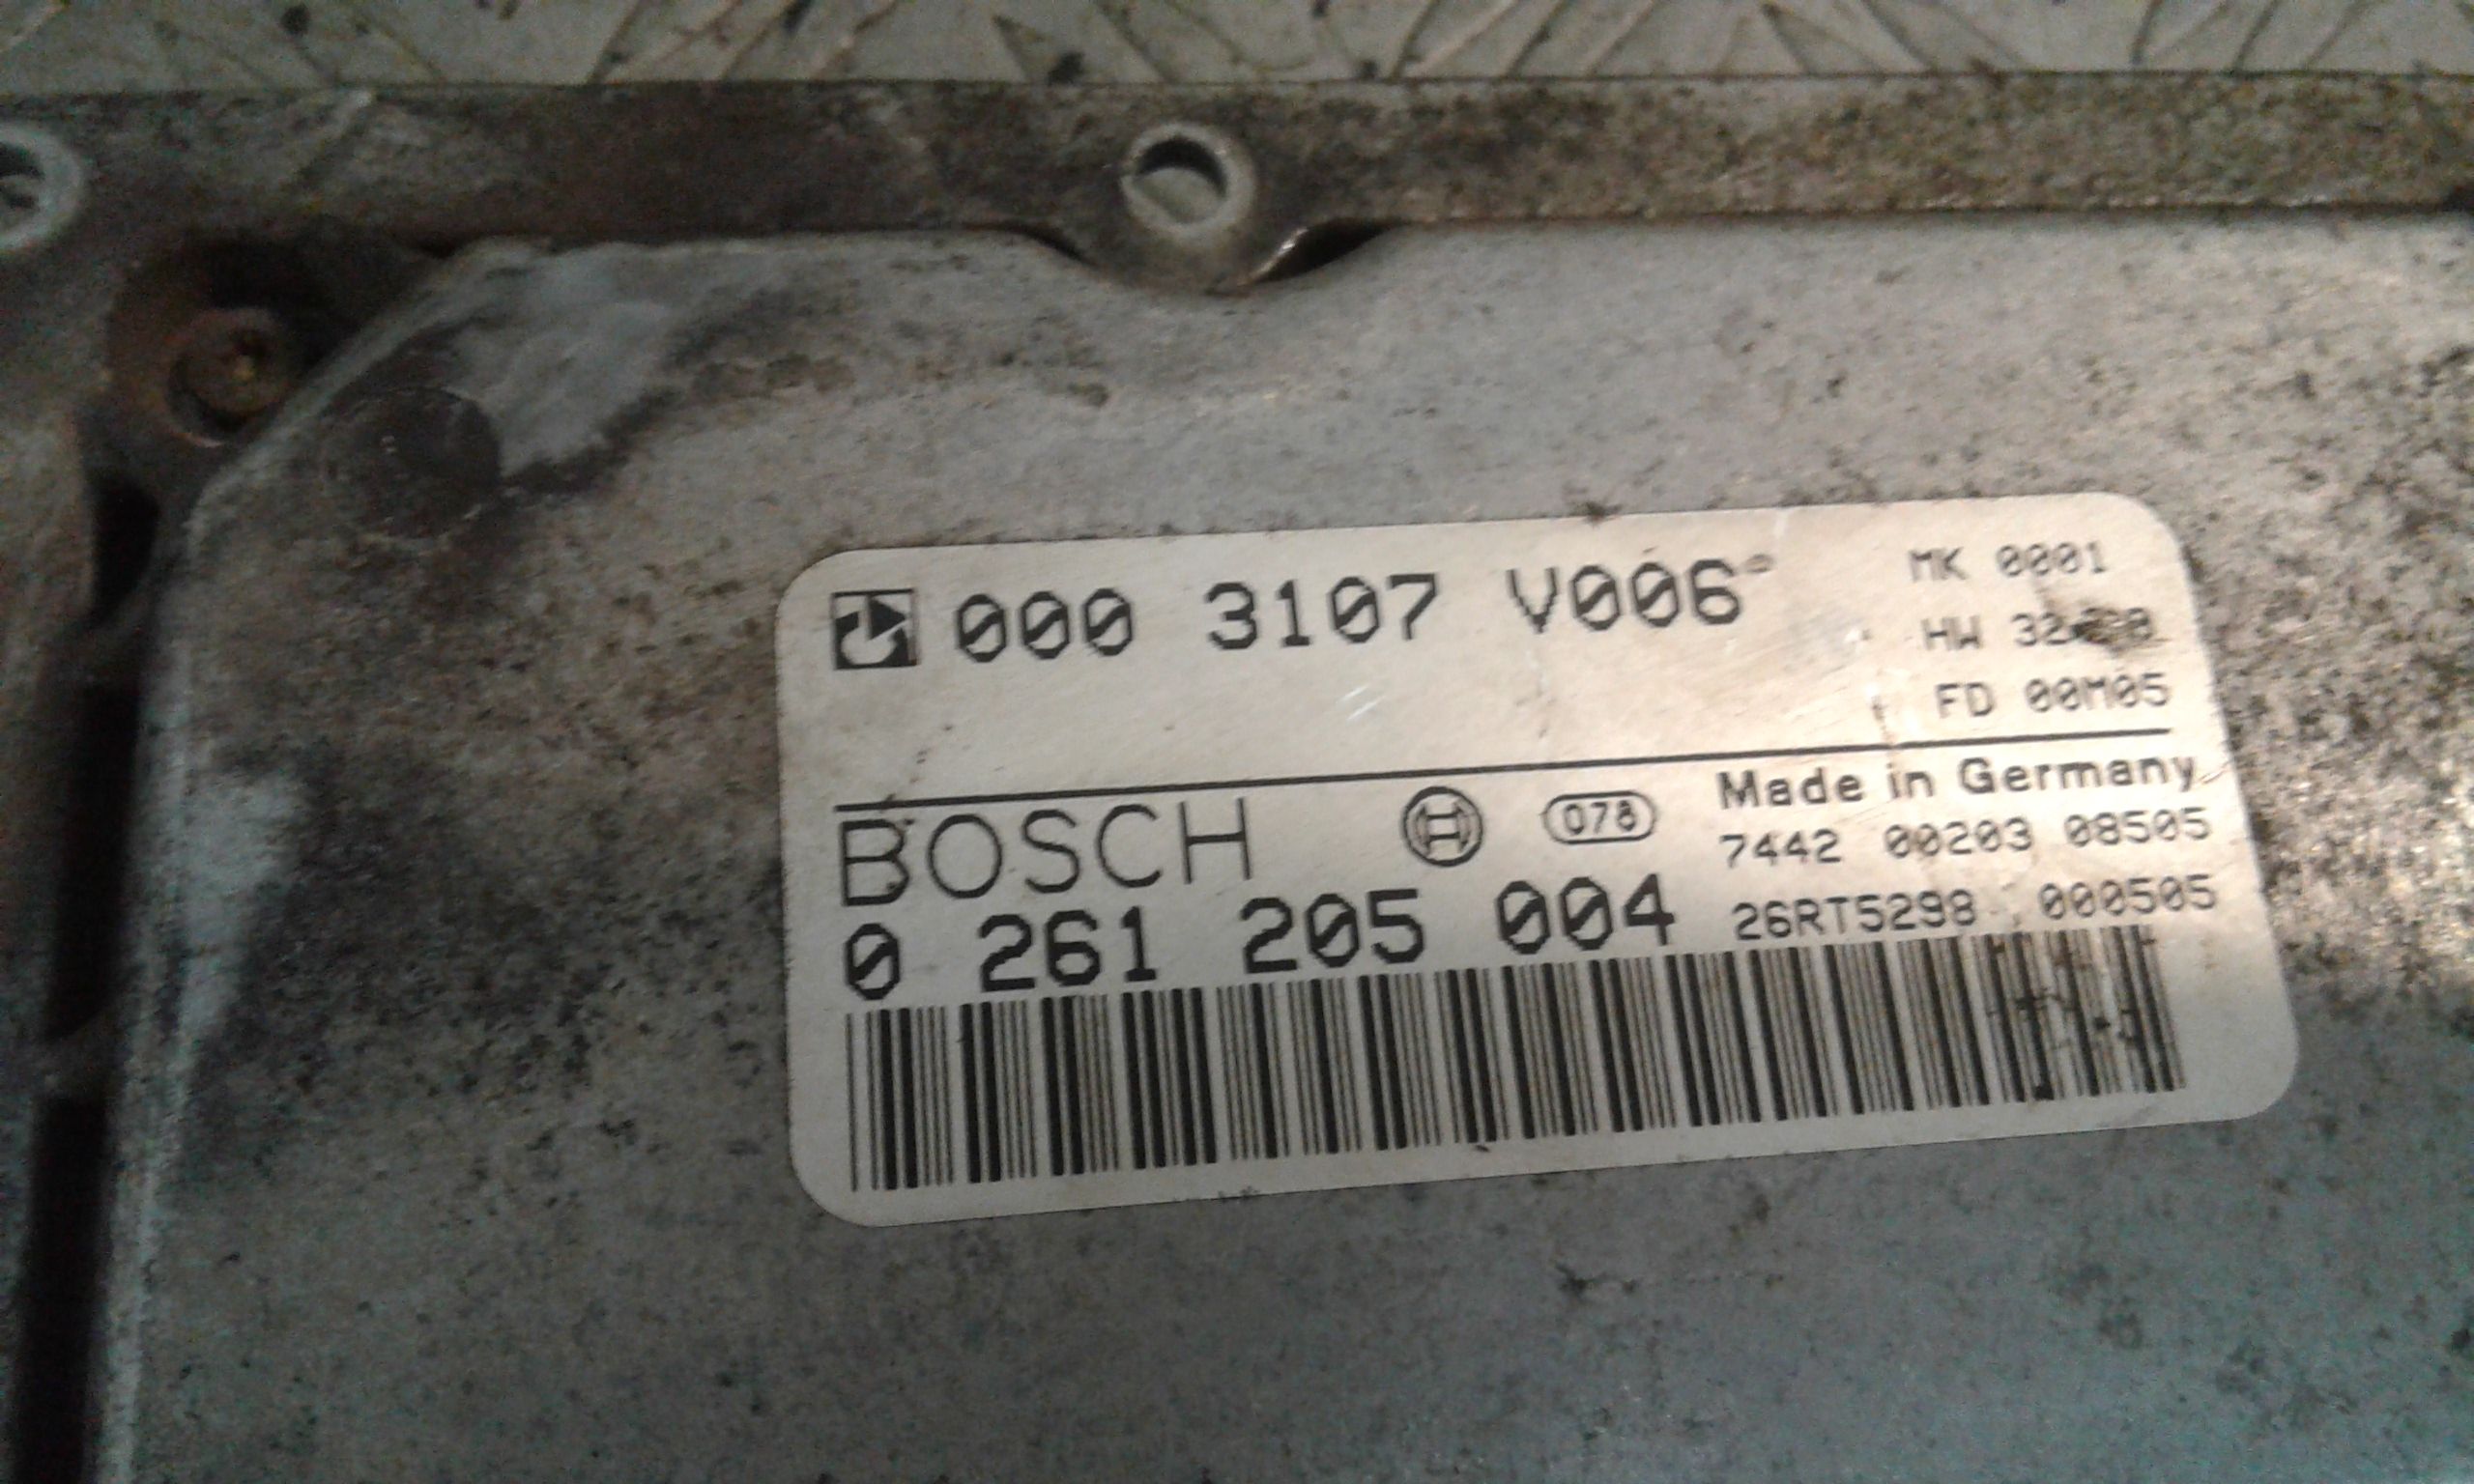 000 3107 V006
MK 0001
HW
FD 00M05
BOSCH
078
Made in Germany
7442 00203 08505
0 261 205 004
26RT5298 000505